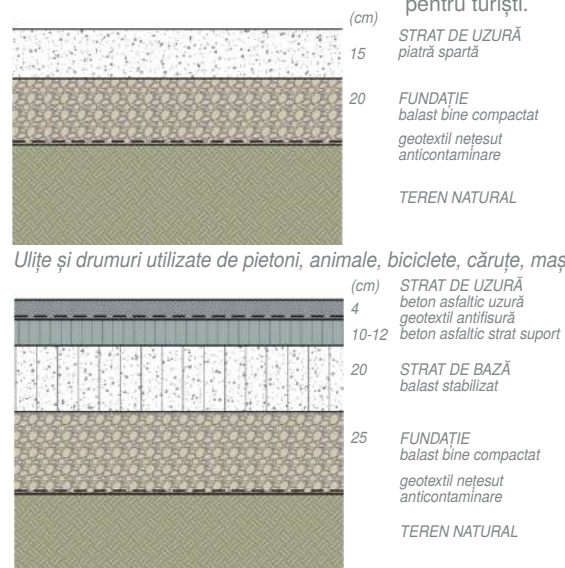 pentru turiști.
(cm)
STRAT DE UZURĂ
15 piatră spartă
20 FUNDAȚIE
balast bine compactat
geotextil nețesut
anticontaminare
TEREN NATURAL
Ulițe și drumuri utilizate de pietoni, animale, biciclete, căruțe, maș
(cm) STRAT DE UZURĂ
4 beton asfaltic uzură
geotextil antifisură
10-12 beton asfaltic strat suport
20 STRAT DE BAZĂ
balast stabilizat
25 FUNDAȚIE
balast bine compactat
geotextil nețesut
anticontaminare
TEREN NATURAL